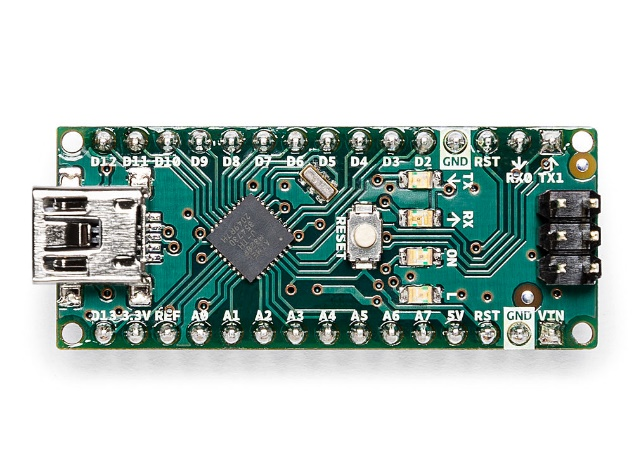 D12 D11 D10 D9 D8 D7 D6 D5 D4 D3 D2 GND RST RX0 TX1
TX
RX
ON
L
RESET
D13 3.3V REF A0 A1 A2 A3 A4 A5 A6 A7 5V RST GND VIN